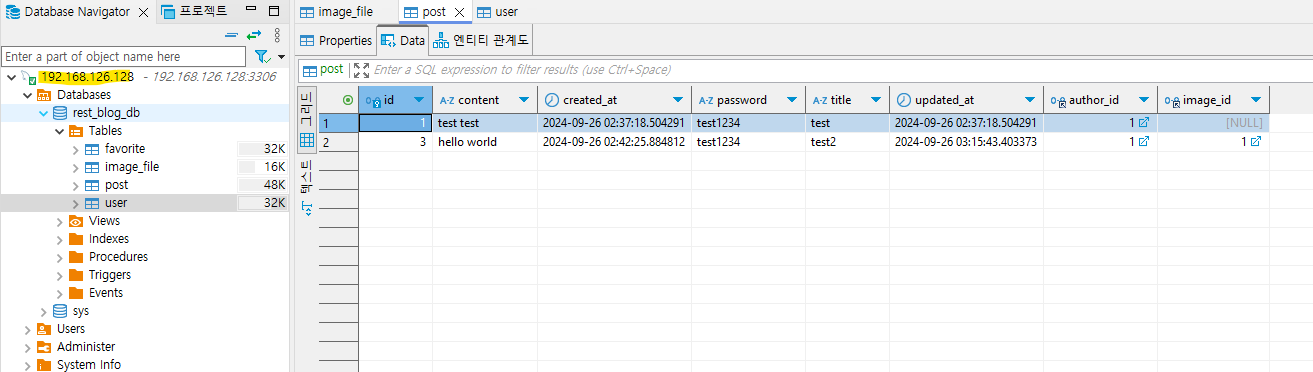 Database Navigator 프로젝트
Enter a part of object name here
192.168.126.128 - 192.168.126.128:3306
Databases
rest_blog_db
Tables
favorite 32K
image_file 16K
post 48K
user 32K
Views
Indexes
Procedures
Triggers
Events
sys
Users
Administer
System Info
image_file post user
Properties Data 엔티티 관계도
post Enter a SQL expression to filter results (use Ctrl+Space)
그리드
텍스트
id content created_at password title updated_at author_id image_id
1 1 test test 2024-09-26 02:37:18.504291 test1234 test 2024-09-26 02:37:18.504291 1 [NULL]
2 3 hello world 2024-09-26 02:42:25.884812 test1234 test2 2024-09-26 03:15:43.403373 1 1